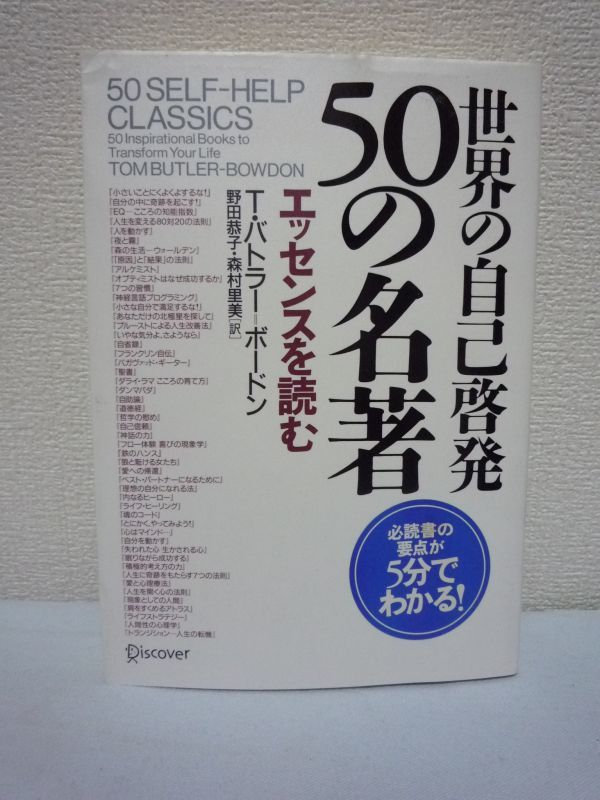 50 SELF-HELP
CLASSICS
50 Inspirational Books to
Transform Your Life
TOM BUTLER-BOWDON
世界の自己啓発
50の名著
エッセンスを読む
T・バトラー=ボードン
野田恭子・森村里美[訳]
『小さいことにくよくよするな!』
『自分の中に奇跡を起こす!』
『EQ―こころの知能指数』
『人生を変える80対20の法則』
『人を動かす』
『夜と霧』
『森の生活―ウォールデン』
『「原因」と「結果」の法則』
『アルケミスト』
『オプティミストはなぜ成功するか』
『7つの習慣』
『神経言語プログラミング』
『小さな自分で満足するな!』
『あなただけの北極星を探して』
『プルーストによる人生改善法』
『いやな気分よ、さようなら』
『自省録』
『フランクリン自伝』
『バガヴァッド・ギーター』
『聖書』
『ダライ・ラマ こころの育て方』
『ダンマパダ』
『自助論』
『道徳経』
『哲学の慰め』
『自己信頼』
『神話の力』
『フロー体験 喜びの現象学』
『鉄のハンス』
『狼と駈ける女たち』
『愛への帰還』
『ベスト・パートナーになるために』
『理想の自分になれる法』
『内なるヒーロー』
『ライフ・ヒーリング』
『魂のコード』
『とにかく、やってみよう!』
『心はマインド…』
『自分を動かす』
『失われた心 生かされる心』
『眠りながら成功する』
『積極的考え方の力』
『人生に奇跡をもたらす7つの法則』
『愛と心理療法』
『人生を開く心の法則』
『現象としての人間』
『肩をすくめるアトラス』
『ライフストラテジー』
『人間性の心理学』
『トランジション―人生の転機』
必読書の
要点が
5分で
わかる!
Discover